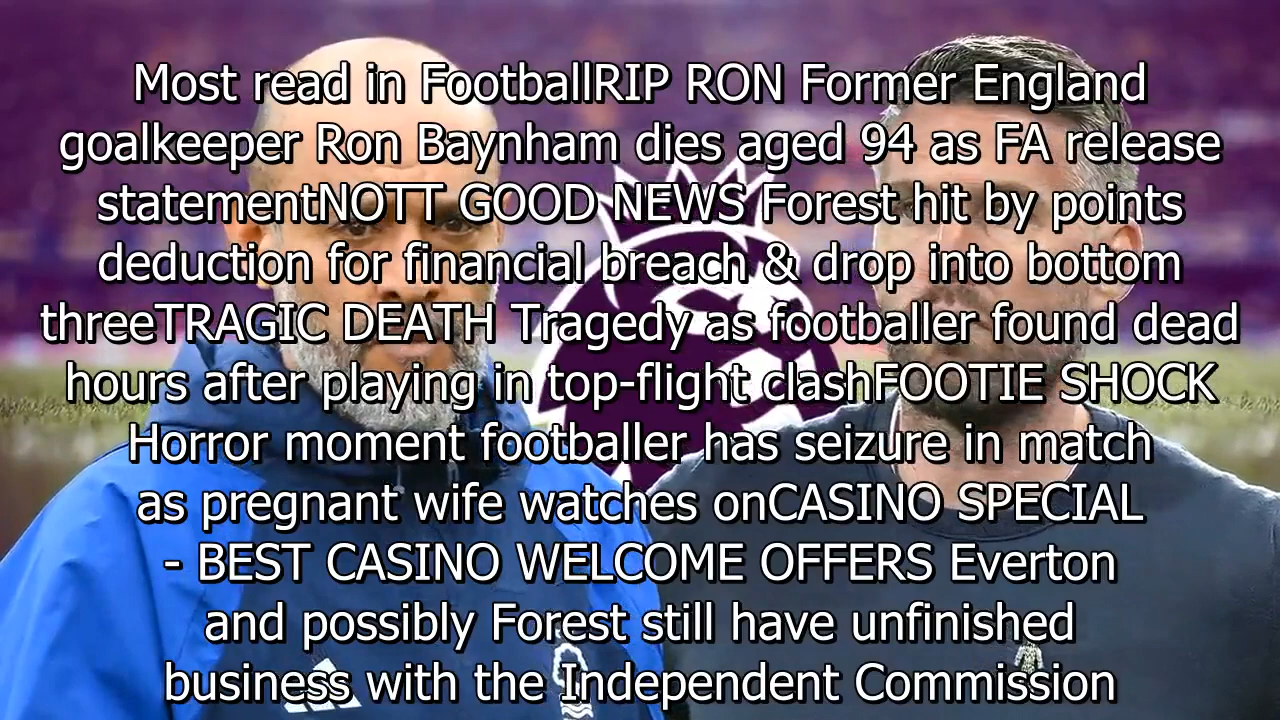 Most read in FootballRIP RON Former England
goalkeeper Ron Baynham dies aged 94 as FA release
statementNOTT GOOD NEWS Forest hit by points
deduction for financial breach & drop into bottom
threeTRAGIC DEATH Tragedy as footballer found dead
hours after playing in top-flight clashFOOTIE SHOCK
Horror moment footballer has seizure in match
as pregnant wife watches onCASINO SPECIAL
- BEST CASINO WELCOME OFFERS Everton
and possibly Forest still have unfinished
business with the Independent Commission